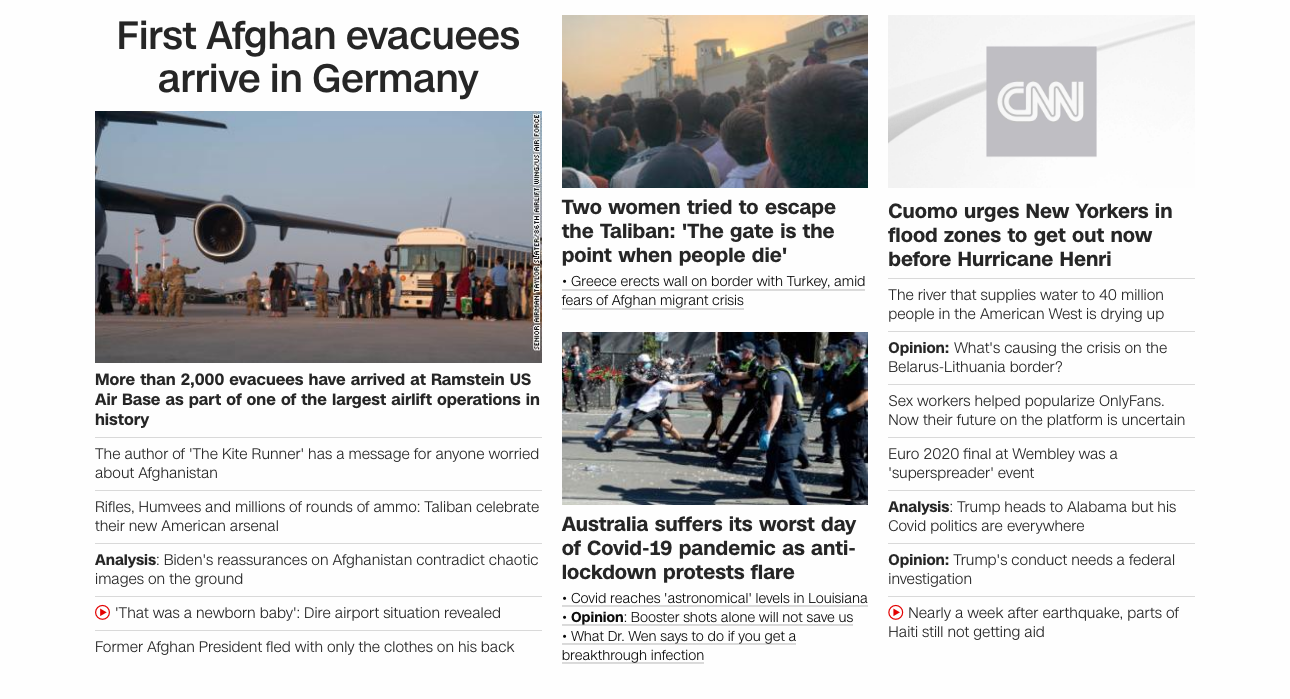 First Afghan evacuees
arrive in Germany
SENIOR AIRMAN TAYLOR SLATER/86TH AIRLIFT WING/US AIR FORCE
More than 2,000 evacuees have arrived at Ramstein US
Air Base as part of one of the largest airlift operations in
history
The author of 'The Kite Runner' has a message for anyone worried
about Afghanistan
Rifles, Humvees and millions of rounds of ammo: Taliban celebrate
their new American arsenal
Analysis: Biden's reassurances on Afghanistan contradict chaotic
images on the ground
'That was a newborn baby': Dire airport situation revealed
Former Afghan President fled with only the clothes on his back
Two women tried to escape
the Taliban: 'The gate is the
point when people die'
• Greece erects wall on border with Turkey, amid
fears of Afghan migrant crisis
Australia suffers its worst day
of Covid-19 pandemic as anti-
lockdown protests flare
• Covid reaches 'astronomical' levels in Louisiana
• Opinion: Booster shots alone will not save us
• What Dr. Wen says to do if you get a
breakthrough infection
CNN
Cuomo urges New Yorkers in
flood zones to get out now
before Hurricane Henri
The river that supplies water to 40 million
people in the American West is drying up
Opinion: What's causing the crisis on the
Belarus-Lithuania border?
Sex workers helped popularize OnlyFans.
Now their future on the platform is uncertain
Euro 2020 final at Wembley was a
'superspreader' event
Analysis: Trump heads to Alabama but his
Covid politics are everywhere
Opinion: Trump's conduct needs a federal
investigation
Nearly a week after earthquake, parts of
Haiti still not getting aid